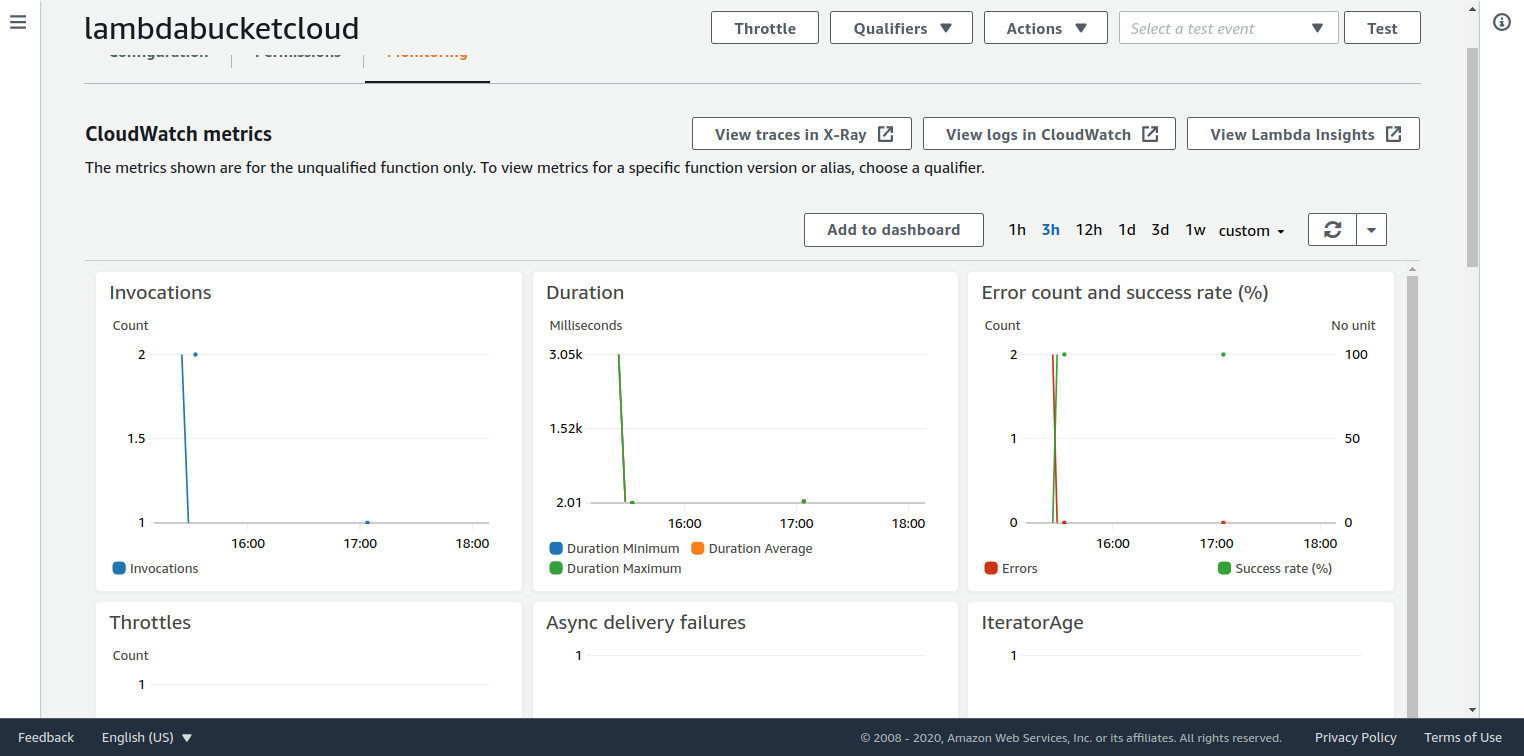 lambdabucketcloud
Throttle
Qualifiers
Actions
Select a test event
Test
Configuration
Permissions
Monitoring
CloudWatch metrics
View traces in X-Ray
View logs in CloudWatch
View Lambda Insights
The metrics shown are for the unqualified function only. To view metrics for a specific function version or alias, choose a qualifier.
Add to dashboard
1h 3h 12h 1d 3d 1w custom
Invocations
Count
2
1.5
1
16:00 17:00 18:00
Invocations
Duration
Milliseconds
3.05k
1.52k
2.01
16:00 17:00 18:00
Duration Minimum Duration Average
Duration Maximum
Error count and success rate (%)
Count No unit
2 100
1 50
0 0
16:00 17:00 18:00
Errors Success rate (%)
Throttles
Count
1
Async delivery failures
1
IteratorAge
1
Feedback
English (US)
© 2008 - 2020, Amazon Web Services, Inc. or its affiliates. All rights reserved.
Privacy Policy
Terms of Use